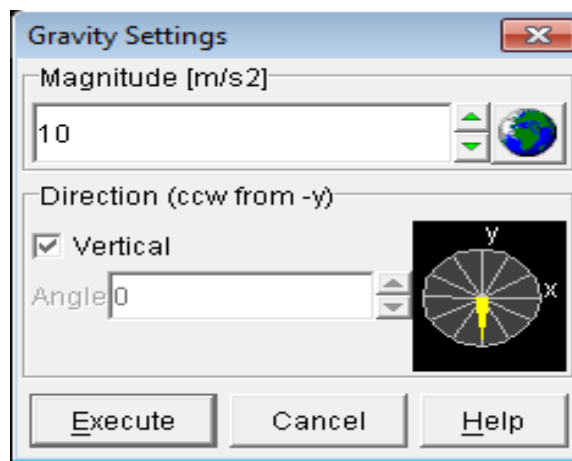 Gravity Settings
Magnitude [m/s2]
10
Direction (ccw from -y)
Vertical
Angle 0
y
x
Execute Cancel Help